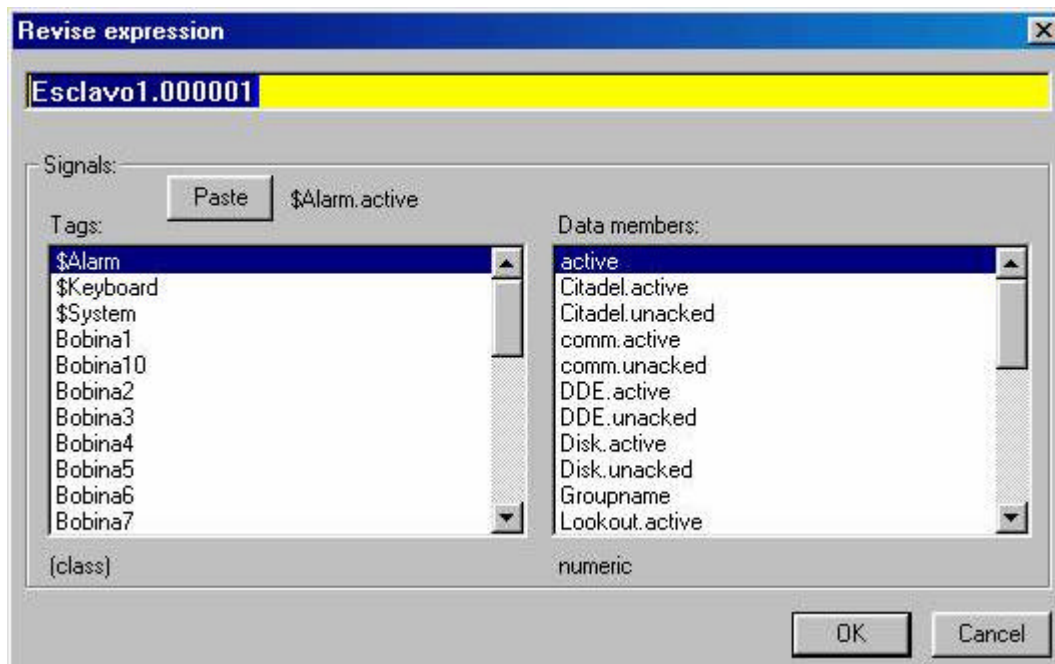 Revise expression
Esclavo1.000001
Signals:
Paste $Alarm.active
Tags:
$Alarm
$Keyboard
$System
Bobina1
Bobina10
Bobina2
Bobina3
Bobina4
Bobina5
Bobina6
Bobina7
(class)
Data members:
active
Citadel.active
Citadel.unacked
comm.active
comm.unacked
DDE.active
DDE.unacked
Disk.active
Disk.unacked
Groupname
Lookout.active
numeric
OK Cancel